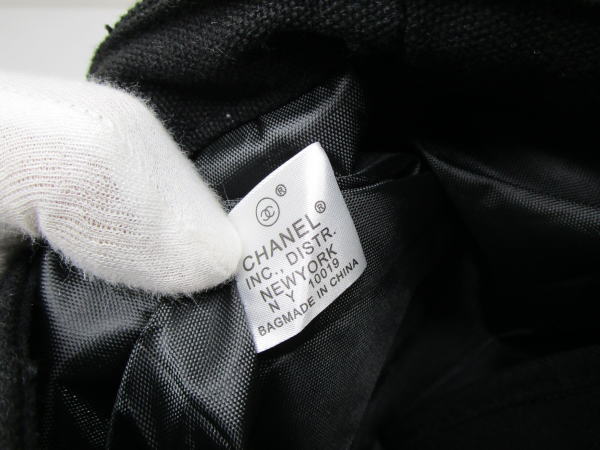 ®
CHANEL®
INC., DISTR.
NEWYORK
N Y 10019
BAGMADE IN CHINA